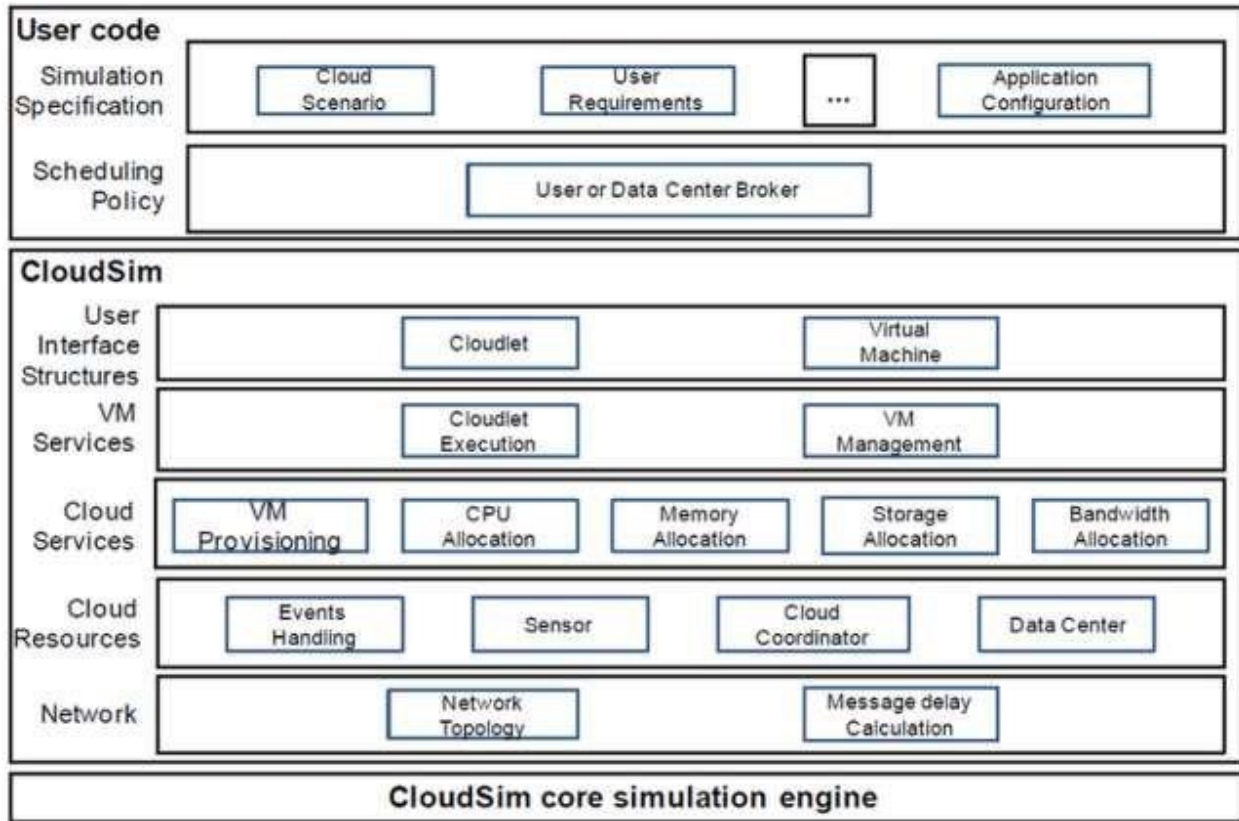 User code
Simulation
Specification
Cloud
Scenario
User
Requirements
...
Application
Configuration
Scheduling
Policy
User or Data Center Broker
CloudSim
User
Interface
Structures
Cloudlet
Virtual
Machine
VM
Services
Cloudlet
Execution
VM
Management
Cloud
Services
VM
Provisioning
CPU
Allocation
Memory
Allocation
Storage
Allocation
Bandwidth
Allocation
Cloud
Resources
Events
Handling
Sensor
Cloud
Coordinator
Data Center
Network
Network
Topology
Message delay
Calculation
CloudSim core simulation engine